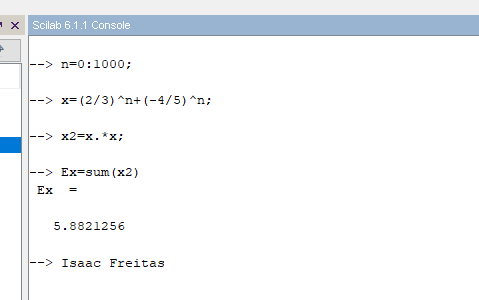 Scilab 6.1.1 Console
--> n=0:1000;
--> x=(2/3)^n+(-4/5)^n;
--> x2=x.*x;
--> Ex=sum(x2)
Ex =
5.8821256
--> Isaac Freitas